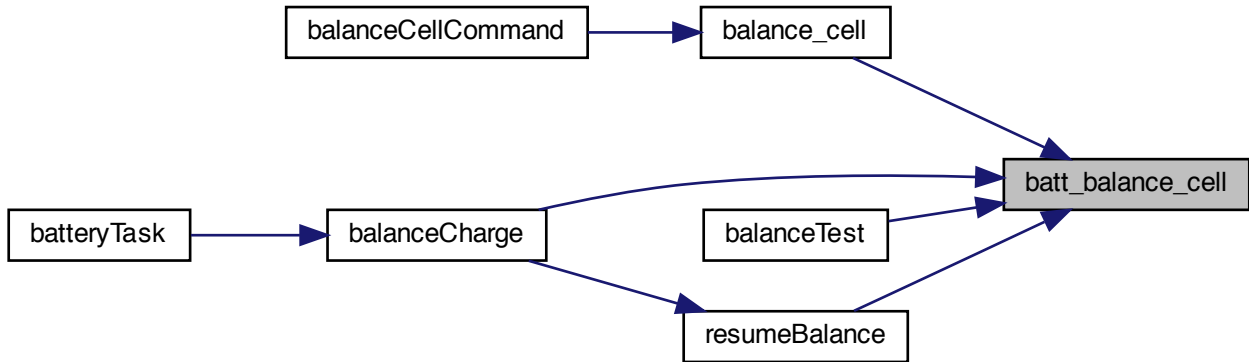 balanceCellCommand
balance_cell
batt_balance_cell
batteryTask
balanceCharge
balanceTest
resumeBalance